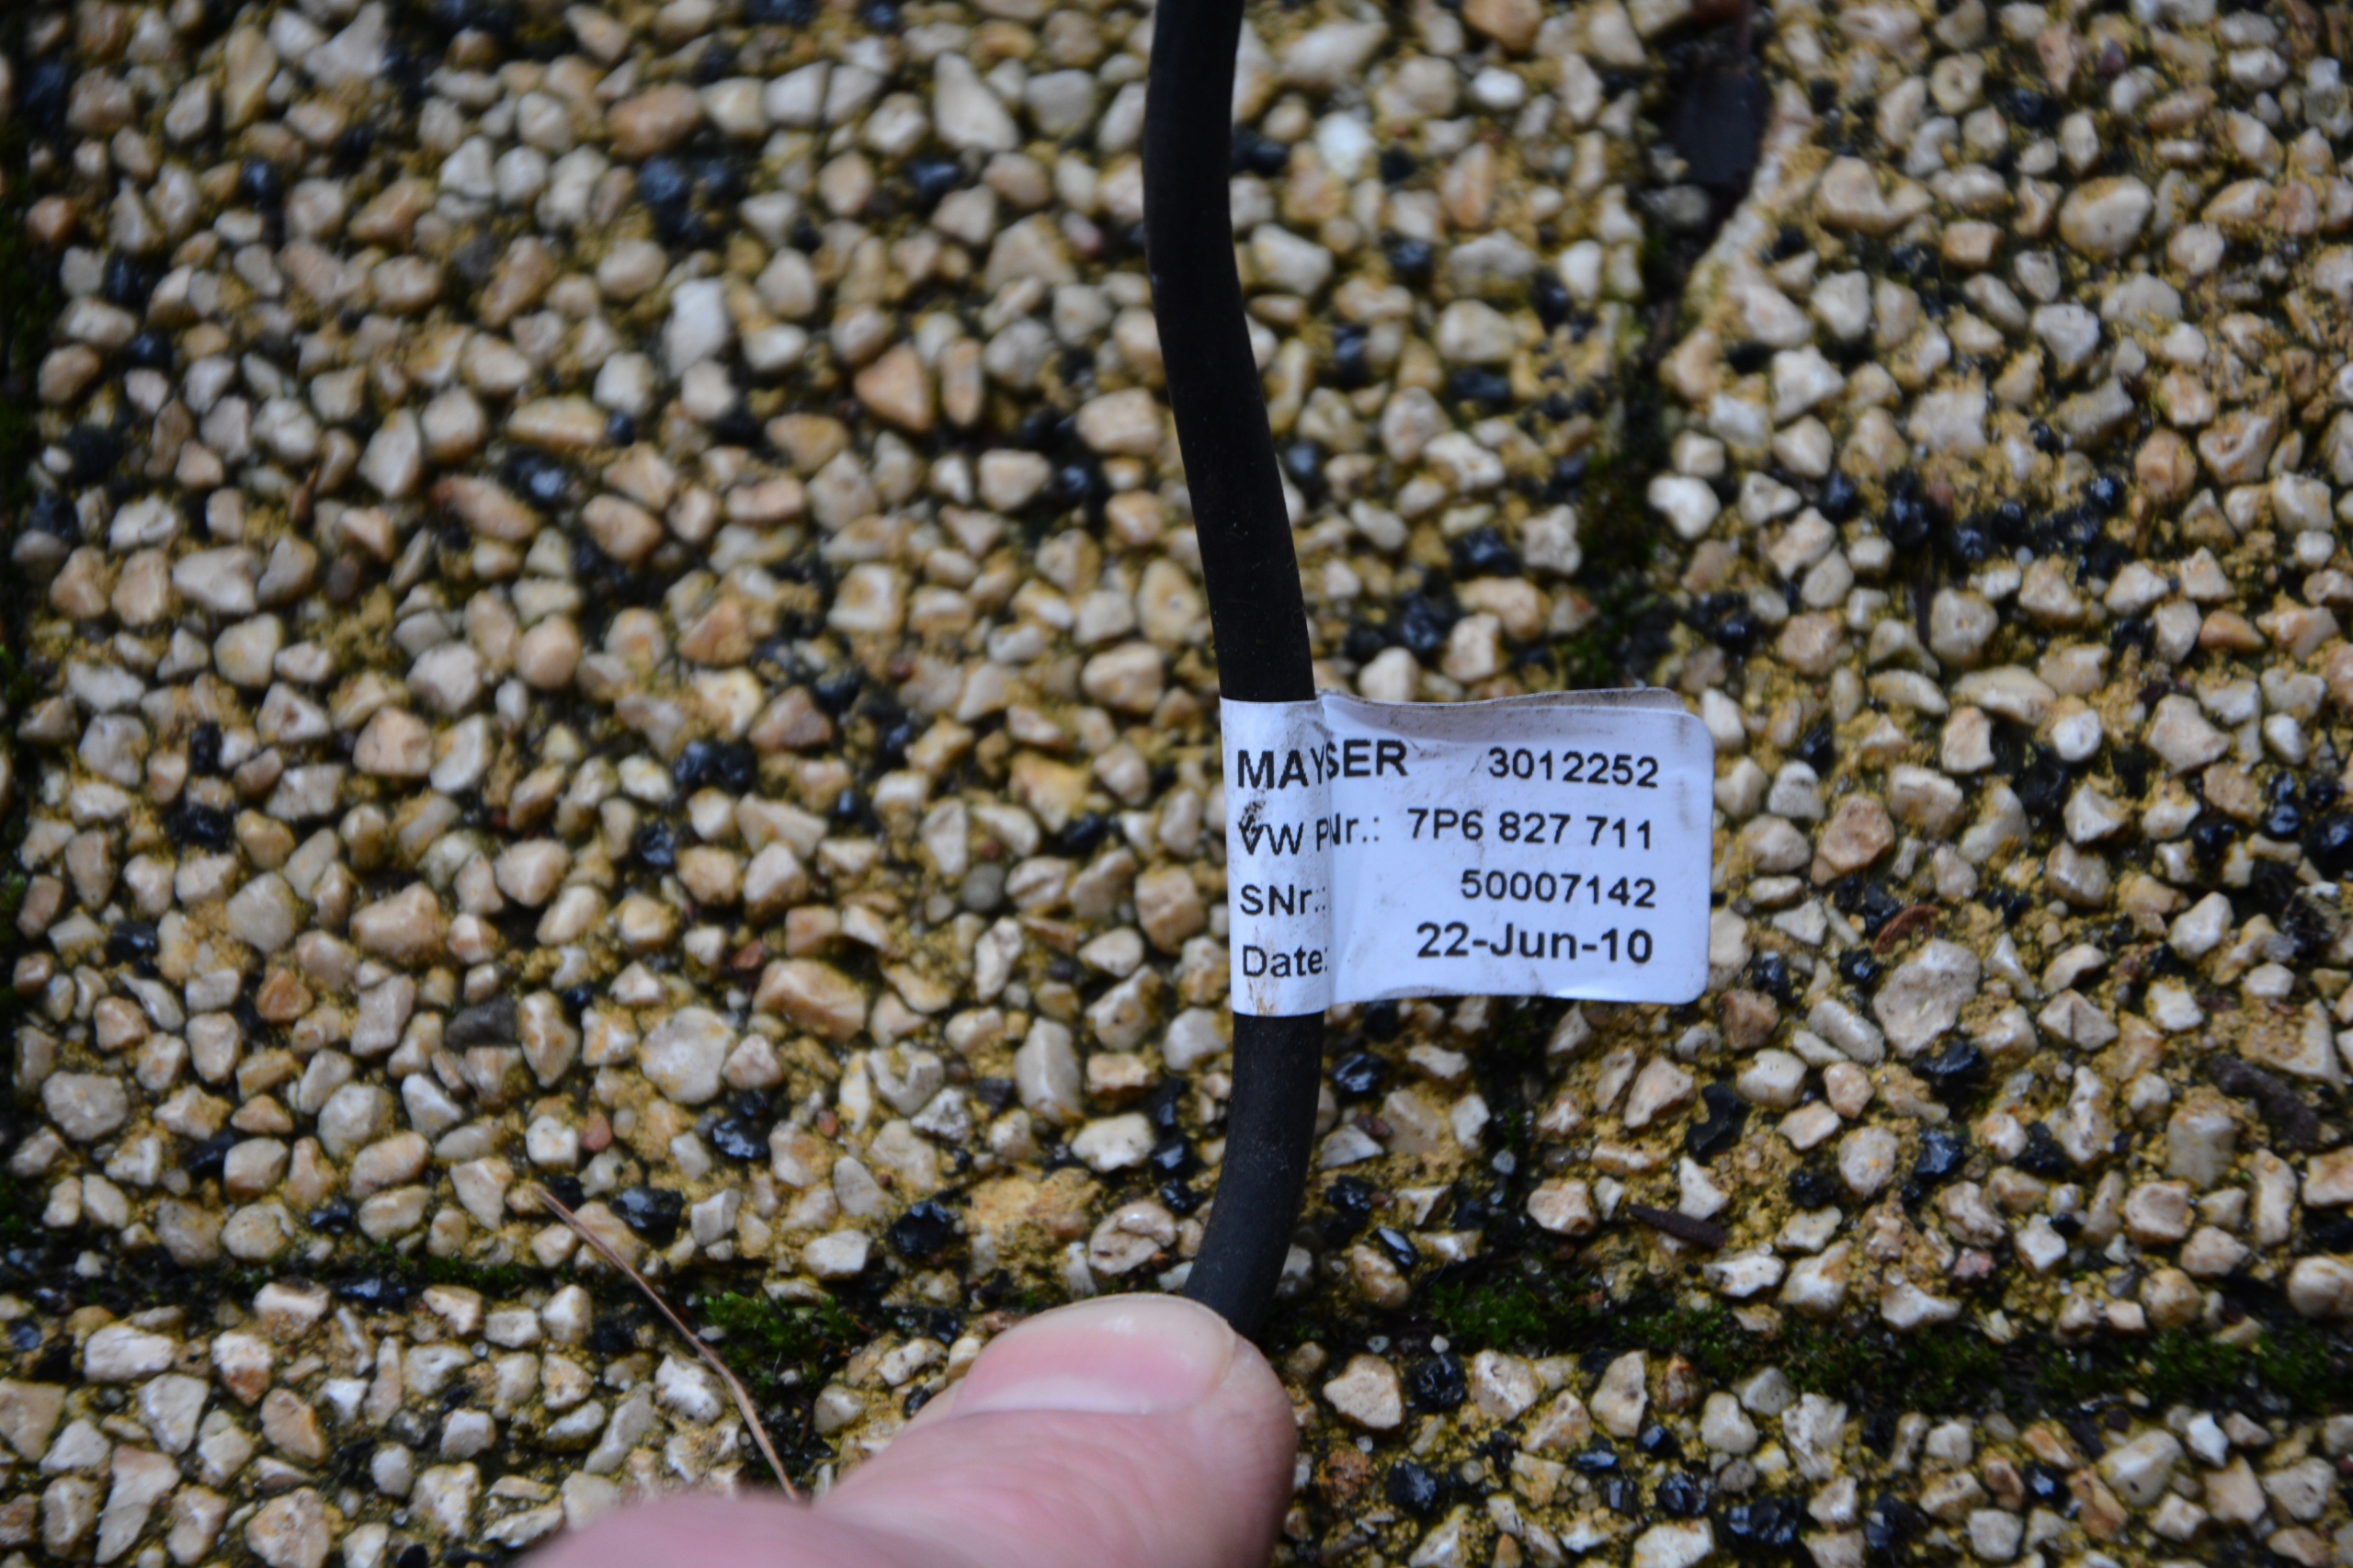 MAYSER 3012252
VW PNr.: 7P6 827 711
SNr.: 50007142
Date: 22-Jun-10